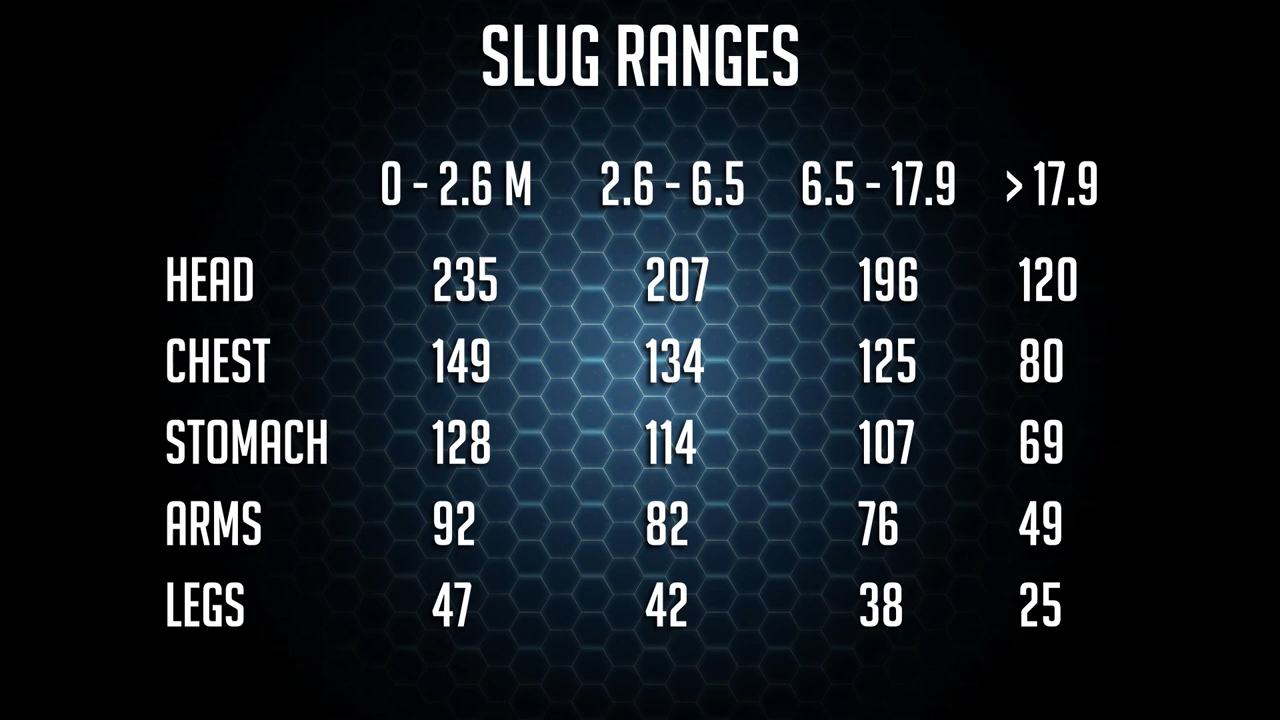 SLUG RANGES
0 - 2.6 M 2.6 - 6.5 6.5 - 17.9 > 17.9
HEAD 235 207 196 120
CHEST 149 134 125 80
STOMACH 128 114 107 69
ARMS 92 82 76 49
LEGS 47 42 38 25